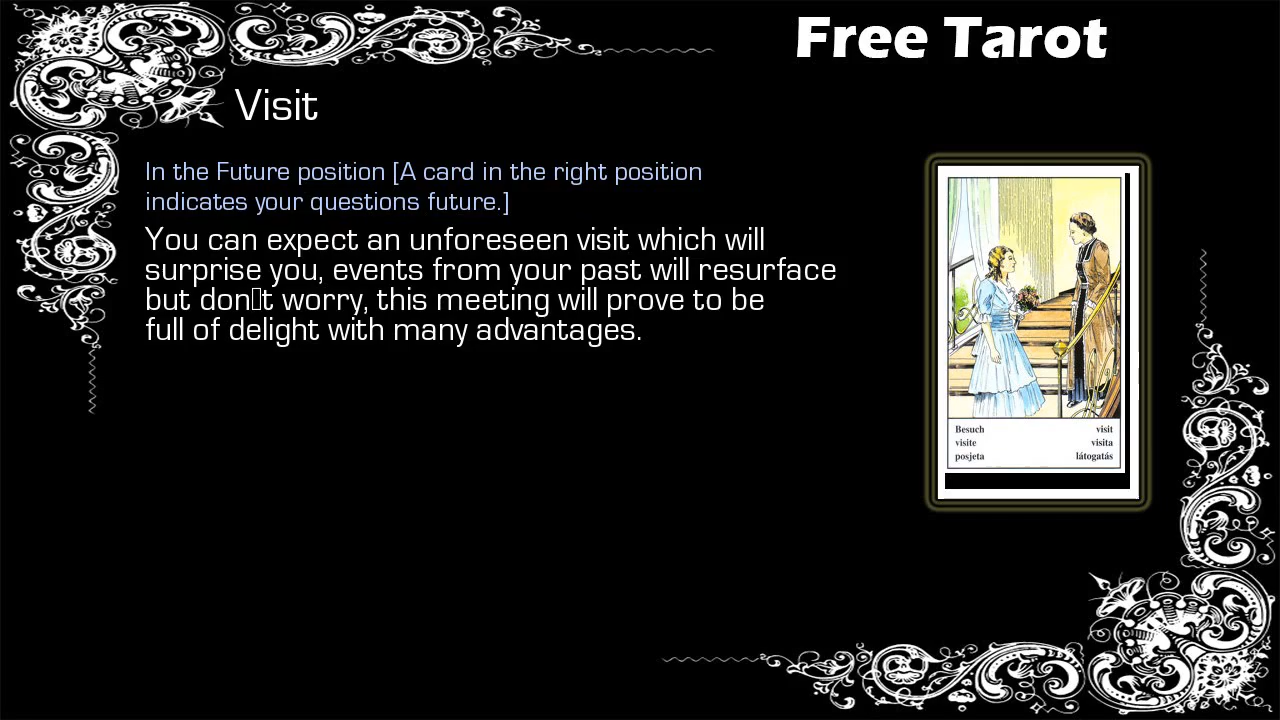 Free Tarot
Visit
In the Future position [A card in the right position
indicates your questions future.]
You can expect an unforeseen visit which will
surprise you, events from your past will resurface
but don▯t worry, this meeting will prove to be
full of delight with many advantages.
Besuch visit
visite visita
posjeta látogatás